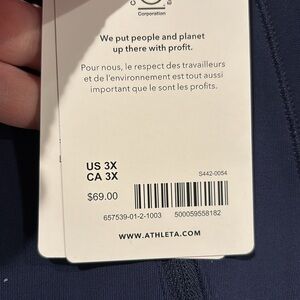 Corporation
We put people and planet
up there with profit.
Pour nous, le respect des travailleurs
et de l'environnement est tout aussi
important que le sont les profits.
US 3X
CA 3X
S442-0054
$69.00
657539-01-2-1003 500059558182
WWW.ATHLETA.COM